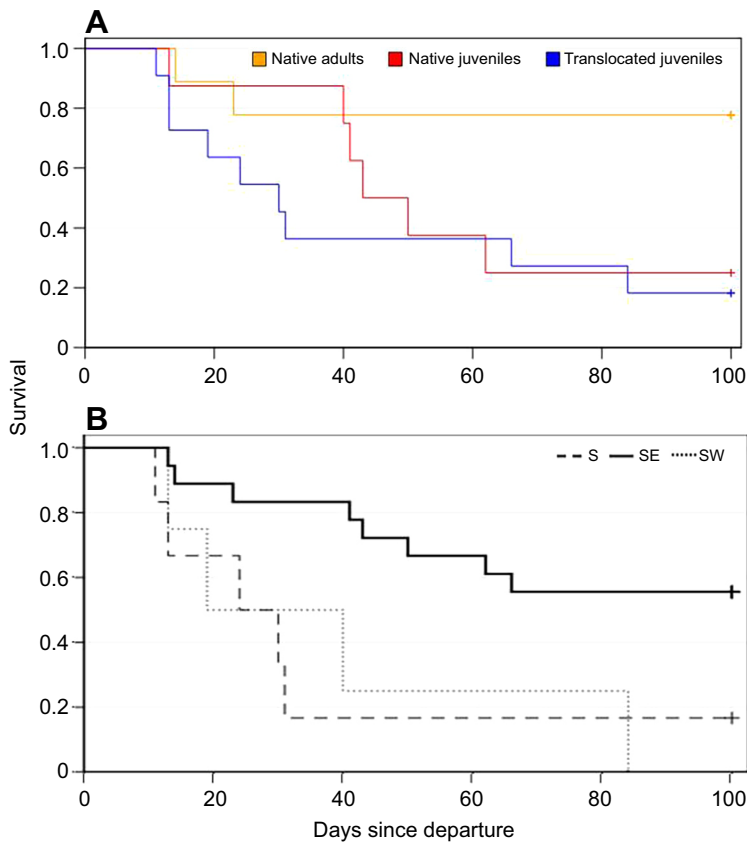 A
1.0
Native adults Native juveniles Translocated juveniles
0.8
0.6
0.4
0.2
0
0 20 40 60 80 100
Survival
B
1.0
S SE SW
0.8
0.6
0.4
0.2
0
0 20 40 60 80 100
Days since departure